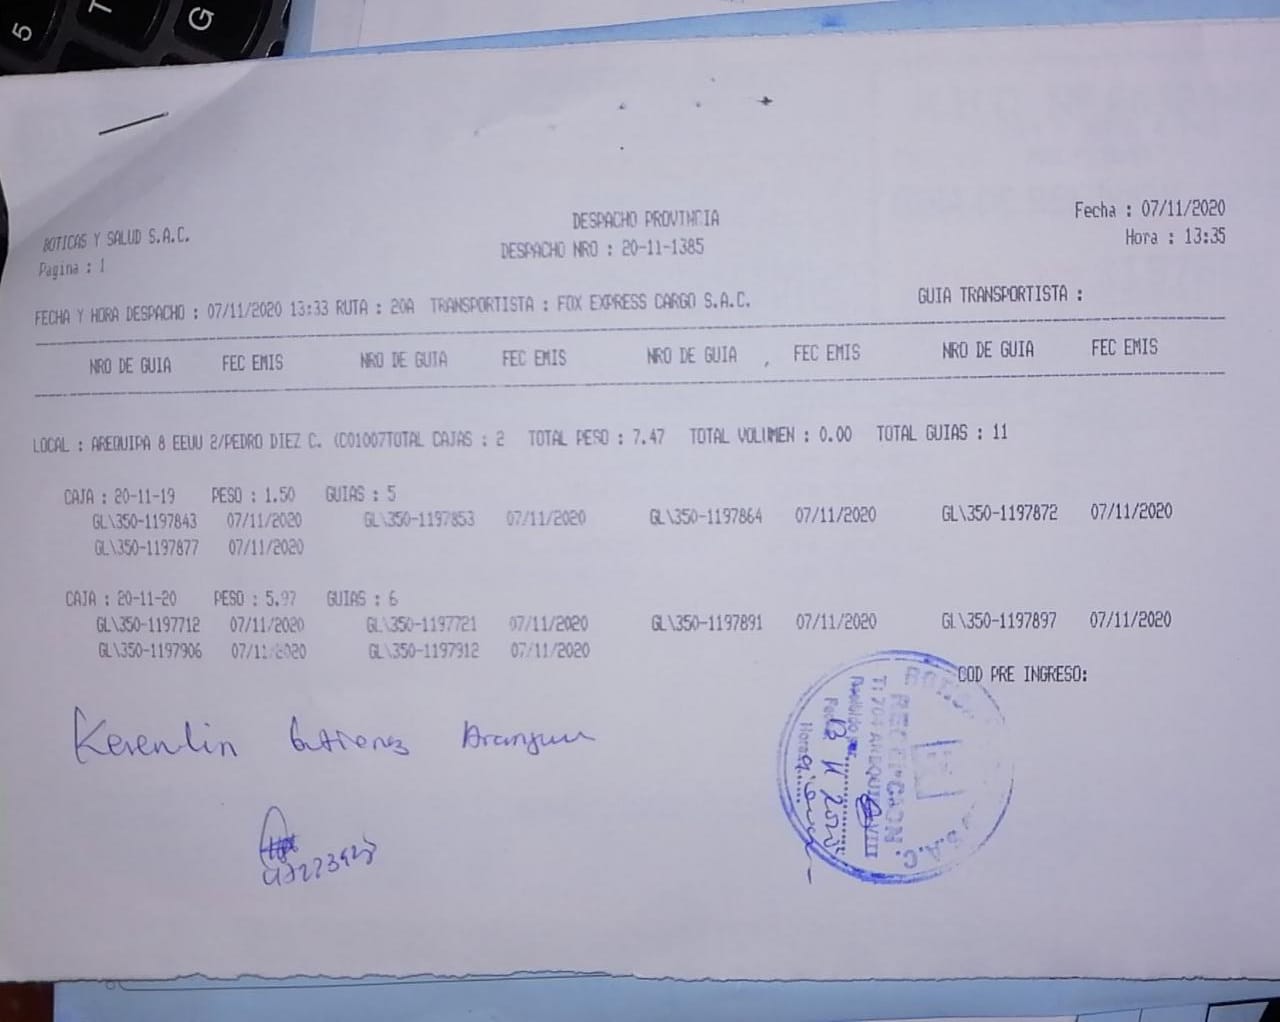 5 T G
DESPACHO PROVINCIA Fecha : 07/11/2020
BOTICAS Y SALUD S.A.C. DESPACHO NRO : 20-11-1385 Hora : 13:35
Pagina : 1
FECHA Y HORA DESPACHO : 07/11/2020 13:33 RUTA : 20A TRANSPORTISTA : FOX EXPRESS CARGO S.A.C. GUIA TRANSPORTISTA :
NRO DE GUIA FEC EMIS NRO DE GUIA FEC EMIS NRO DE GUIA , FEC EMIS NRO DE GUIA FEC EMIS
LOCAL : AREQUIPA 8 EEUU 2/PEDRO DIEZ C. (C01007TOTAL CAJAS : 2 TOTAL PESO : 7.47 TOTAL VOLUMEN : 0.00 TOTAL GUIAS : 11
CAJA : 20-11-19 PESO : 1.50 GUIAS : 5
GL\350-1197843 07/11/2020 GL\350-1197853 07/11/2020 GL\350-1197864 07/11/2020 GL\350-1197872 07/11/2020
GL\350-1197877 07/11/2020
CAJA : 20-11-20 PESO : 5.97 GUIAS : 6
GL\350-1197712 07/11/2020 GL\350-1197721 07/11/2020 GL\350-1197891 07/11/2020 GL\350-1197897 07/11/2020
GL\350-1197906 07/11/2020 GL\350-1197912 07/11/2020
COD PRE INGRESO:
Kerenlin
S.A.C.
RECEPCION
Recibido por
Hora